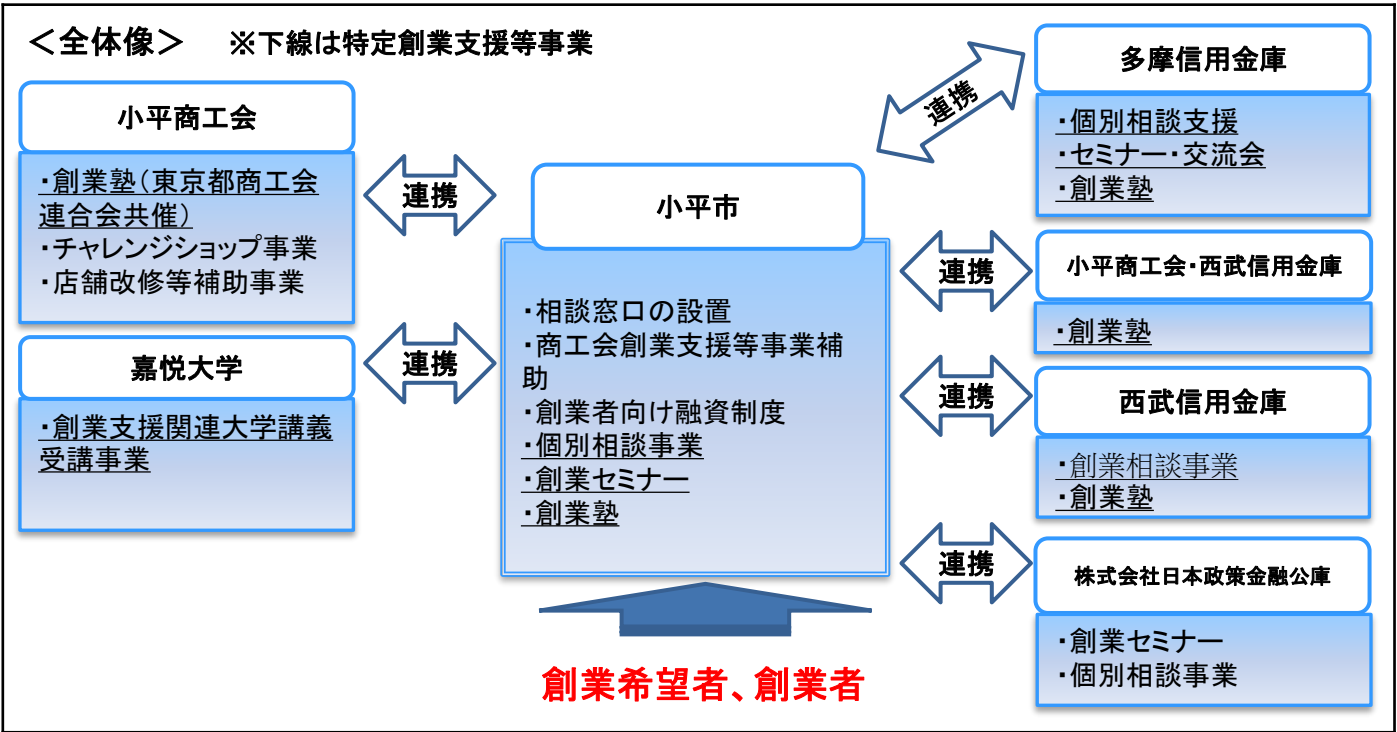 ＜全体像＞　※下線は特定創業支援等事業
小平商工会
・創業塾（東京都商工会
連合会共催）
・チャレンジショップ事業
・店舗改修等補助事業
連携
嘉悦大学
・創業支援関連大学講義
受講事業
連携
小平市
・相談窓口の設置
・商工会創業支援等事業補
助
・創業者向け融資制度
・個別相談事業
・創業セミナー
・創業塾
創業希望者、創業者
連携
多摩信用金庫
・個別相談支援
・セミナー・交流会
・創業塾
連携
小平商工会・西武信用金庫
・創業塾
連携
西武信用金庫
・創業相談事業
・創業塾
連携
株式会社日本政策金融公庫
・創業セミナー
・個別相談事業